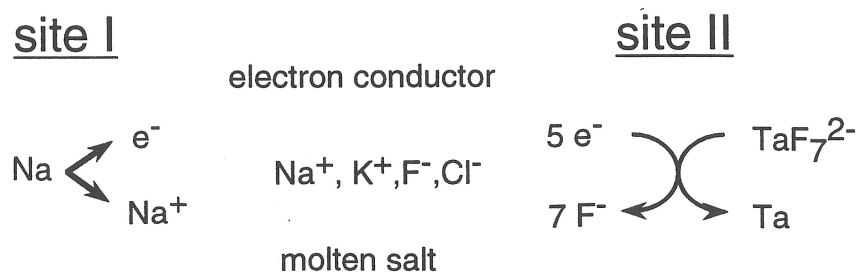 site I
site II
electron conductor
e⁻
5 e⁻
TaF₇²⁻
Na
Na⁺, K⁺,F⁻,Cl⁻
Na⁺
7 F⁻
Ta
molten salt